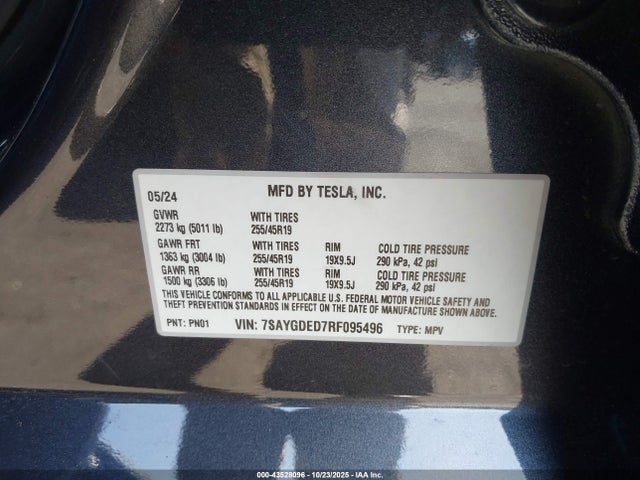 05/24 MFD BY TESLA, INC.
GVWR WITH TIRES
2273 kg (5011 lb) 255/45R19
GAWR FRT WITH TIRES RIM COLD TIRE PRESSURE
1363 kg (3004 lb) 255/45R19 19X9.5J 290 kPa, 42 psi
GAWR RR WITH TIRES RIM COLD TIRE PRESSURE
1500 kg (3306 lb) 255/45R19 19X9.5J 290 kPa, 42 psi
THIS VEHICLE CONFORMS TO ALL APPLICABLE U.S. FEDERAL MOTOR VEHICLE SAFETY AND
THEFT PREVENTION STANDARDS IN EFFECT ON THE DATE OF MANUFACTURE SHOWN ABOVE.
PNT: PN01 VIN: 7SAYGDED7RF095496 TYPE: MPV
000-43528096 - 10/23/2025 - IAA Inc.